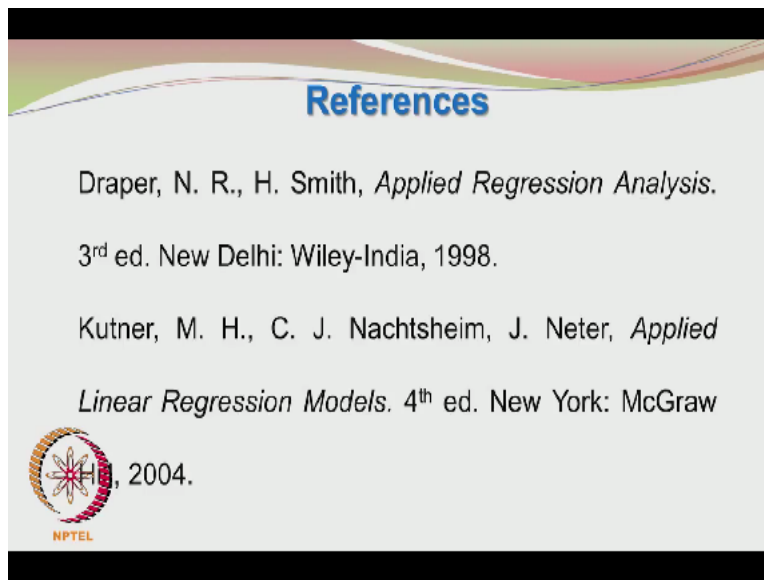 References
Draper, N. R., H. Smith, Applied Regression Analysis.
3rd ed. New Delhi: Wiley-India, 1998.
Kutner, M. H., C. J. Nachtsheim, J. Neter, Applied
Linear Regression Models. 4th ed. New York: McGraw
Hill, 2004.
NPTEL